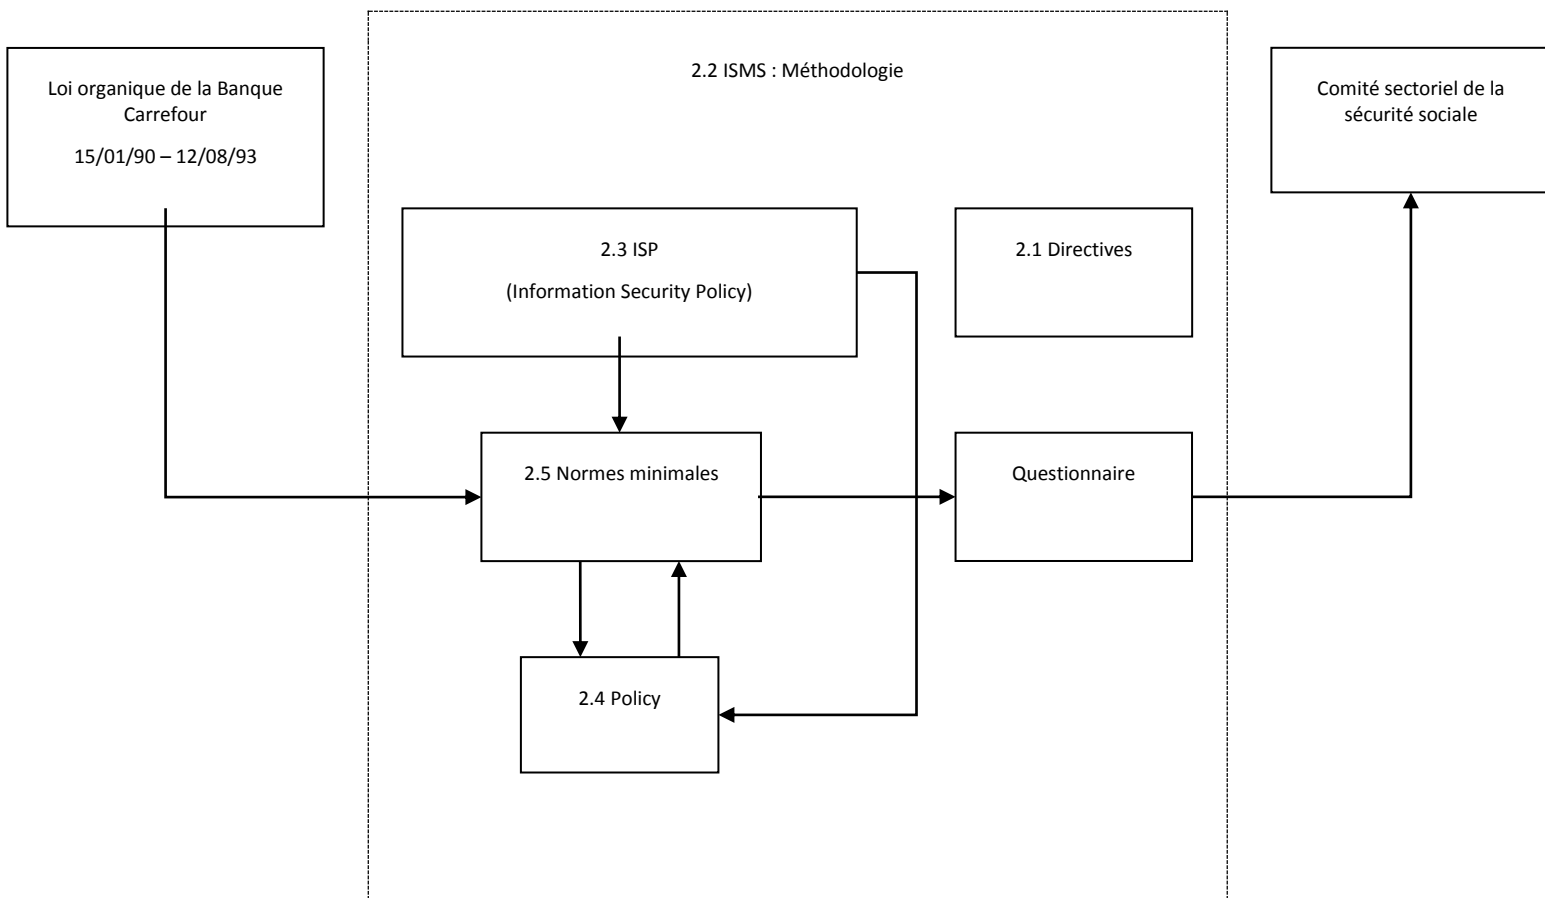 2.2 ISMS : Méthodologie
Loi organique de la Banque
Carrefour
15/01/90 – 12/08/93
Comité sectoriel de la
sécurité sociale
2.3 ISP
(Information Security Policy)
2.1 Directives
2.5 Normes minimales
Questionnaire
2.4 Policy